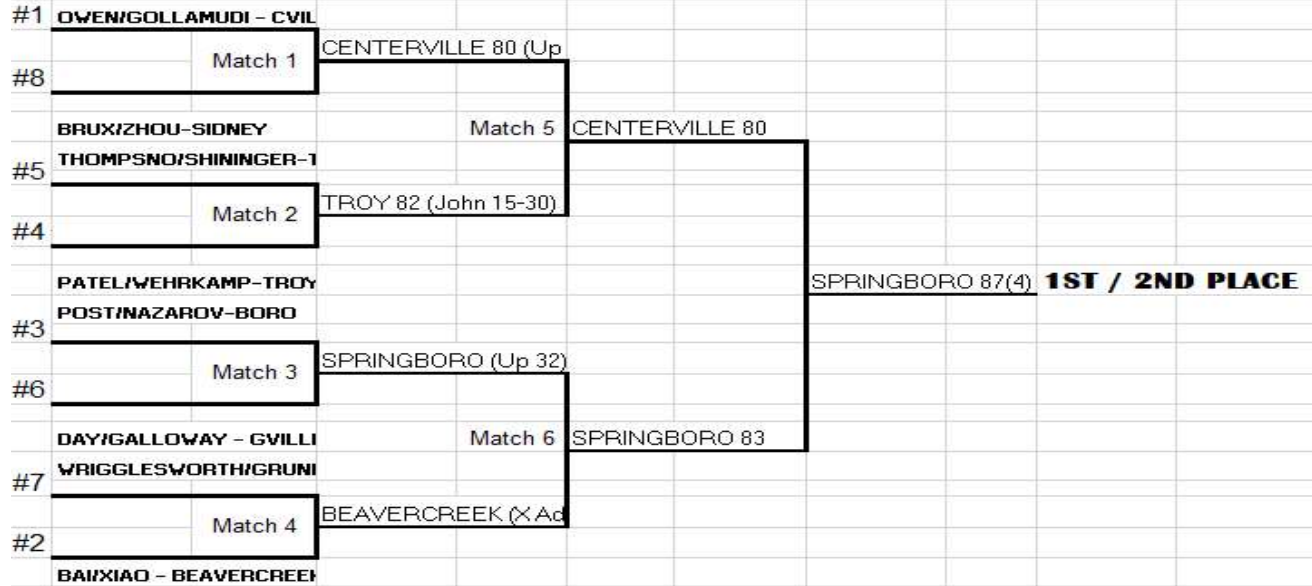 #1 OWEN/GOLLAMUDI - CVIL
CENTERVILLE 80 (Up
Match 1
#8
BRUX/ZHOU-SIDNEY
Match 5 CENTERVILLE 80
THOMPSNO/SHININGER-T
#5
TROY 82 (John 15-30)
Match 2
#4
PATEL/WEHRKAMP-TROY
SPRINGBORO 87(4) 1ST / 2ND PLACE
POST/NAZAROV-BORO
#3
SPRINGBORO (Up 32)
Match 3
#6
DAY/GALLOWAY - GVILLI
Match 6 SPRINGBORO 83
WRIGGLESWORTH/GRUNI
#7
BEAVERCREEK (X Ad
Match 4
#2
BAI/XIAO - BEAVERCREEK